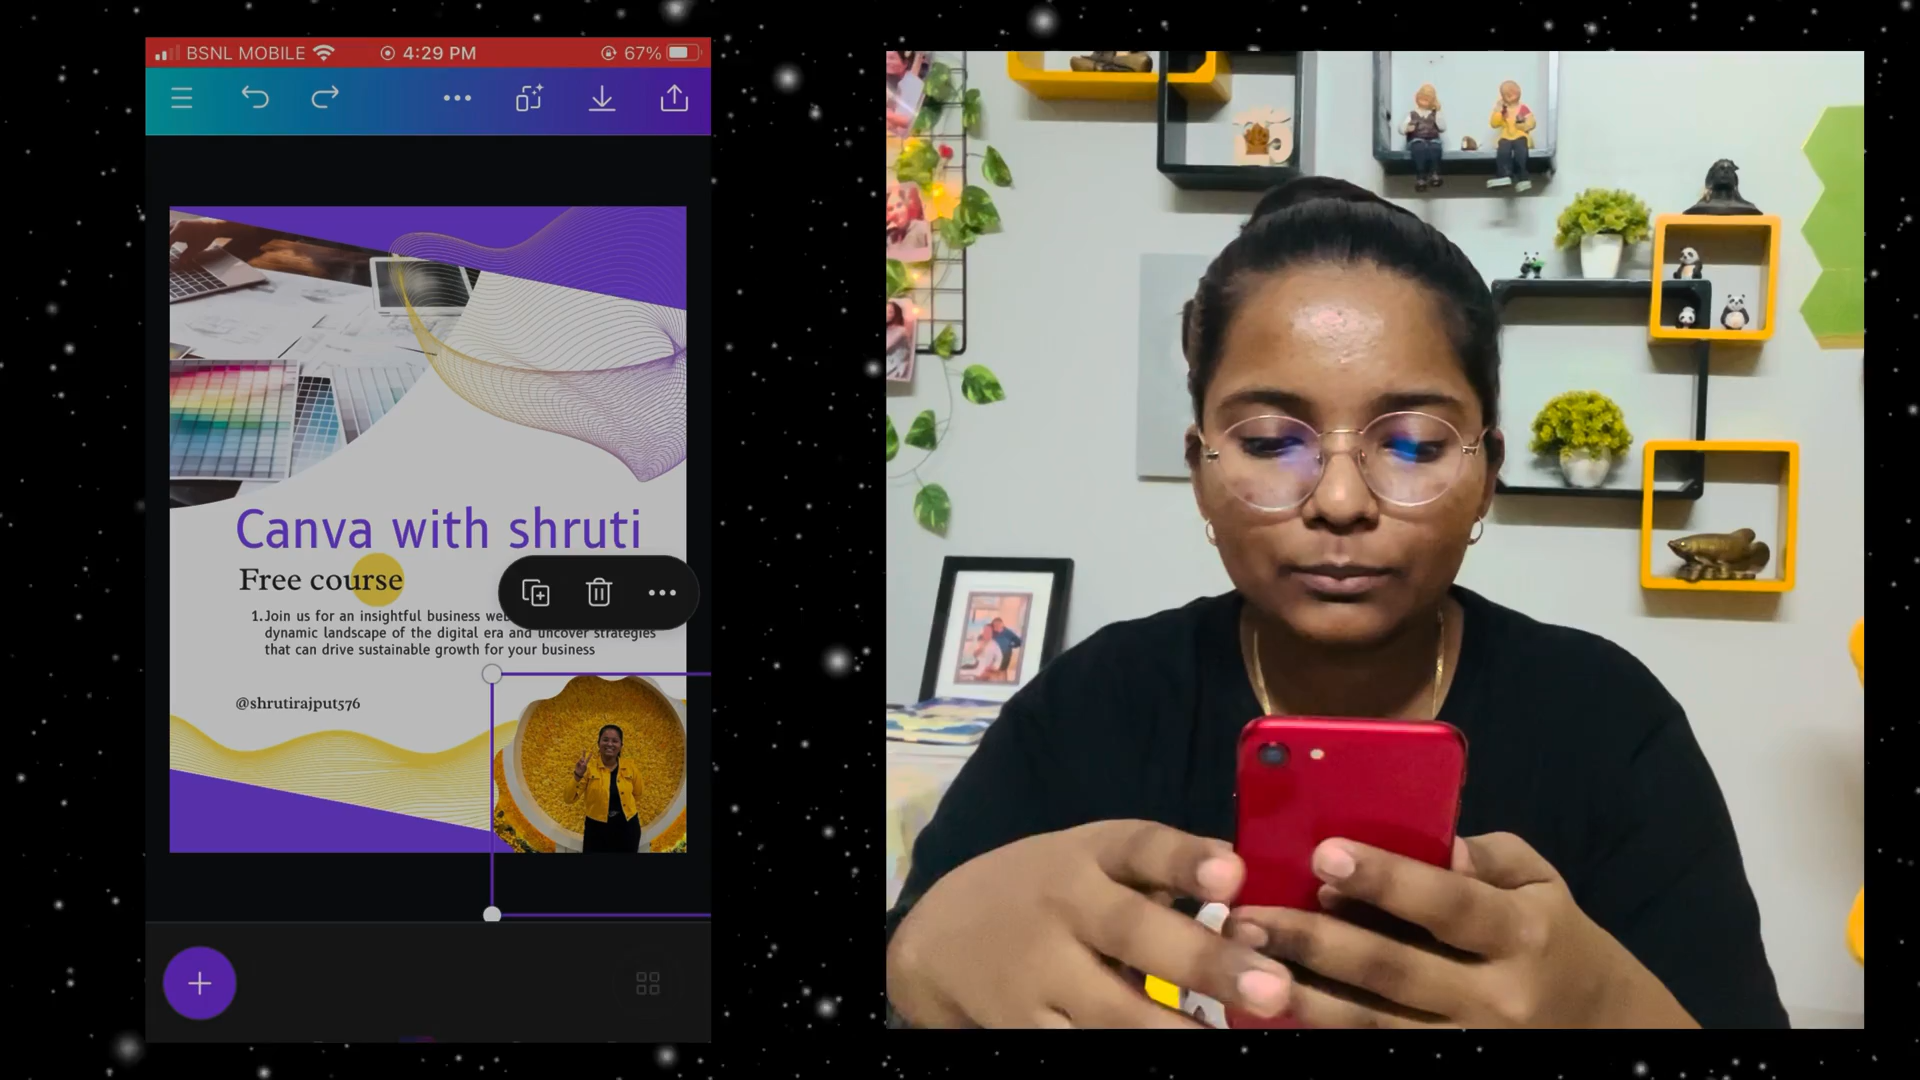 BSNL MOBILE 4:29 PM 67%
Canva with shruti
Free course
1.Join us for an insightful business
dynamic landscape of the digital era and uncover strategies
that can drive sustainable growth for your business
@shrutirajput576